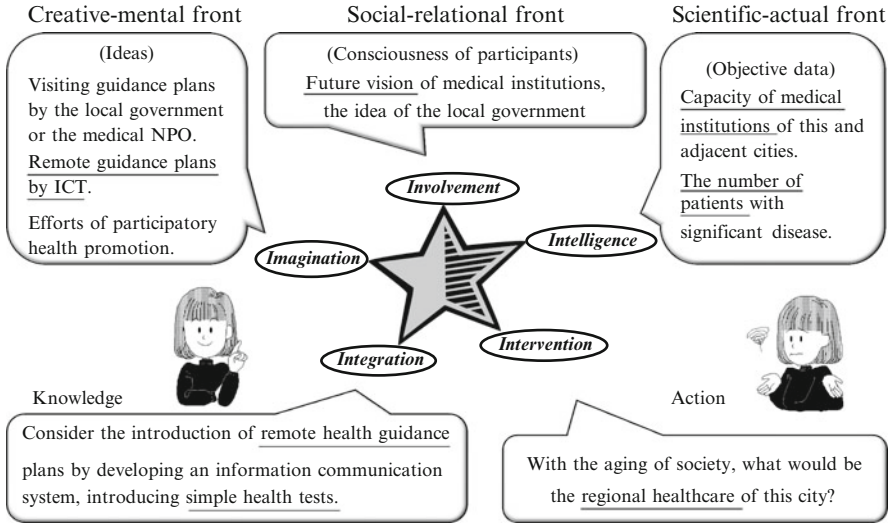 Creative-mental front
Social-relational front
Scientific-actual front
(Ideas)
Visiting guidance plans
by the local government
or the medical NPO.
Remote guidance plans
by ICT.
Efforts of participatory
health promotion.
(Consciousness of participants)
Future vision of medical institutions,
the idea of the local government
(Objective data)
Capacity of medical
institutions of this and
adjacent cities.
The number of
patients with
significant disease.
Involvement
Imagination
Intelligence
Integration
Intervention
Knowledge
Action
Consider the introduction of remote health guidance
plans by developing an information communication
system, introducing simple health tests.
With the aging of society, what would be
the regional healthcare of this city?